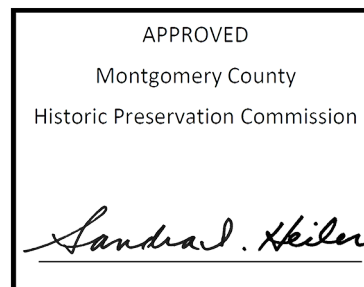 APPROVED
Montgomery County
Historic Preservation Commission
Sandra I. Heiler